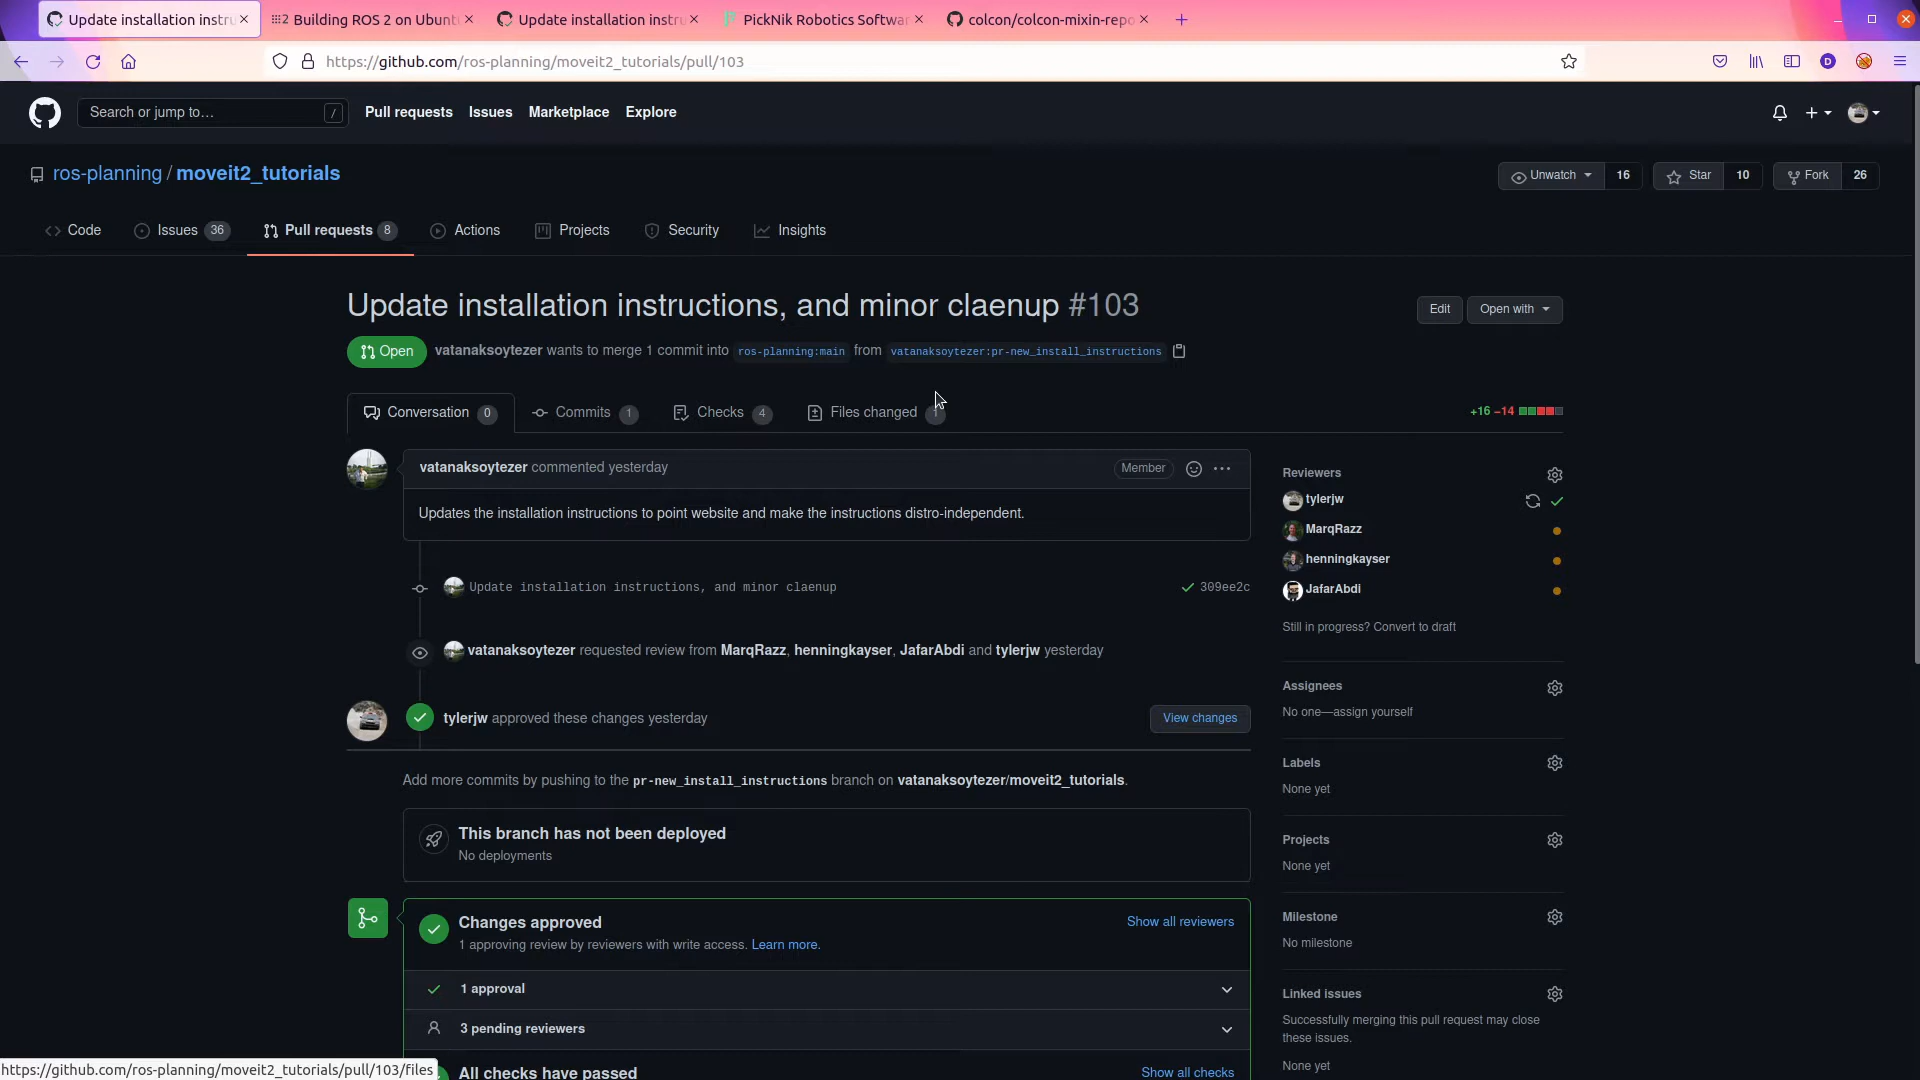 Update installation instru
Building ROS 2 on Ubunt
Update installation instru
PickNik Robotics Softwa
colcon/colcon-mixin-repo
https://github.com/ros-planning/moveit2_tutorials/pull/103
Search or jump to… /
Pull requests Issues Marketplace Explore
ros-planning / moveit2_tutorials
Unwatch 16 Star 10 Fork 26
Code Issues 36 Pull requests 8 Actions Projects Security Insights
Update installation instructions, and minor claenup #103
Edit Open with
Open vatanaksoytezer wants to merge 1 commit into ros-planning:main from vatanaksoytezer:pr-new_install_instructions
Conversation 0 Commits 1 Checks 4 Files changed 1
+16 −14
vatanaksoytezer commented yesterday Member
Updates the installation instructions to point website and make the instructions distro-independent.
Update installation instructions, and minor claenup 309ee2c
vatanaksoytezer requested review from MarqRazz, henningkayser, JafarAbdi and tylerjw yesterday
tylerjw approved these changes yesterday View changes
Add more commits by pushing to the pr-new_install_instructions branch on vatanaksoytezer/moveit2_tutorials.
This branch has not been deployed
No deployments
Changes approved Show all reviewers
1 approving review by reviewers with write access. Learn more.
1 approval
3 pending reviewers
All checks have passed Show all checks
Reviewers
tylerjw
MarqRazz
henningkayser
JafarAbdi
Still in progress? Convert to draft
Assignees
No one—assign yourself
Labels
None yet
Projects
None yet
Milestone
No milestone
Linked issues
Successfully merging this pull request may close
these issues.
None yet
https://github.com/ros-planning/moveit2_tutorials/pull/103/files